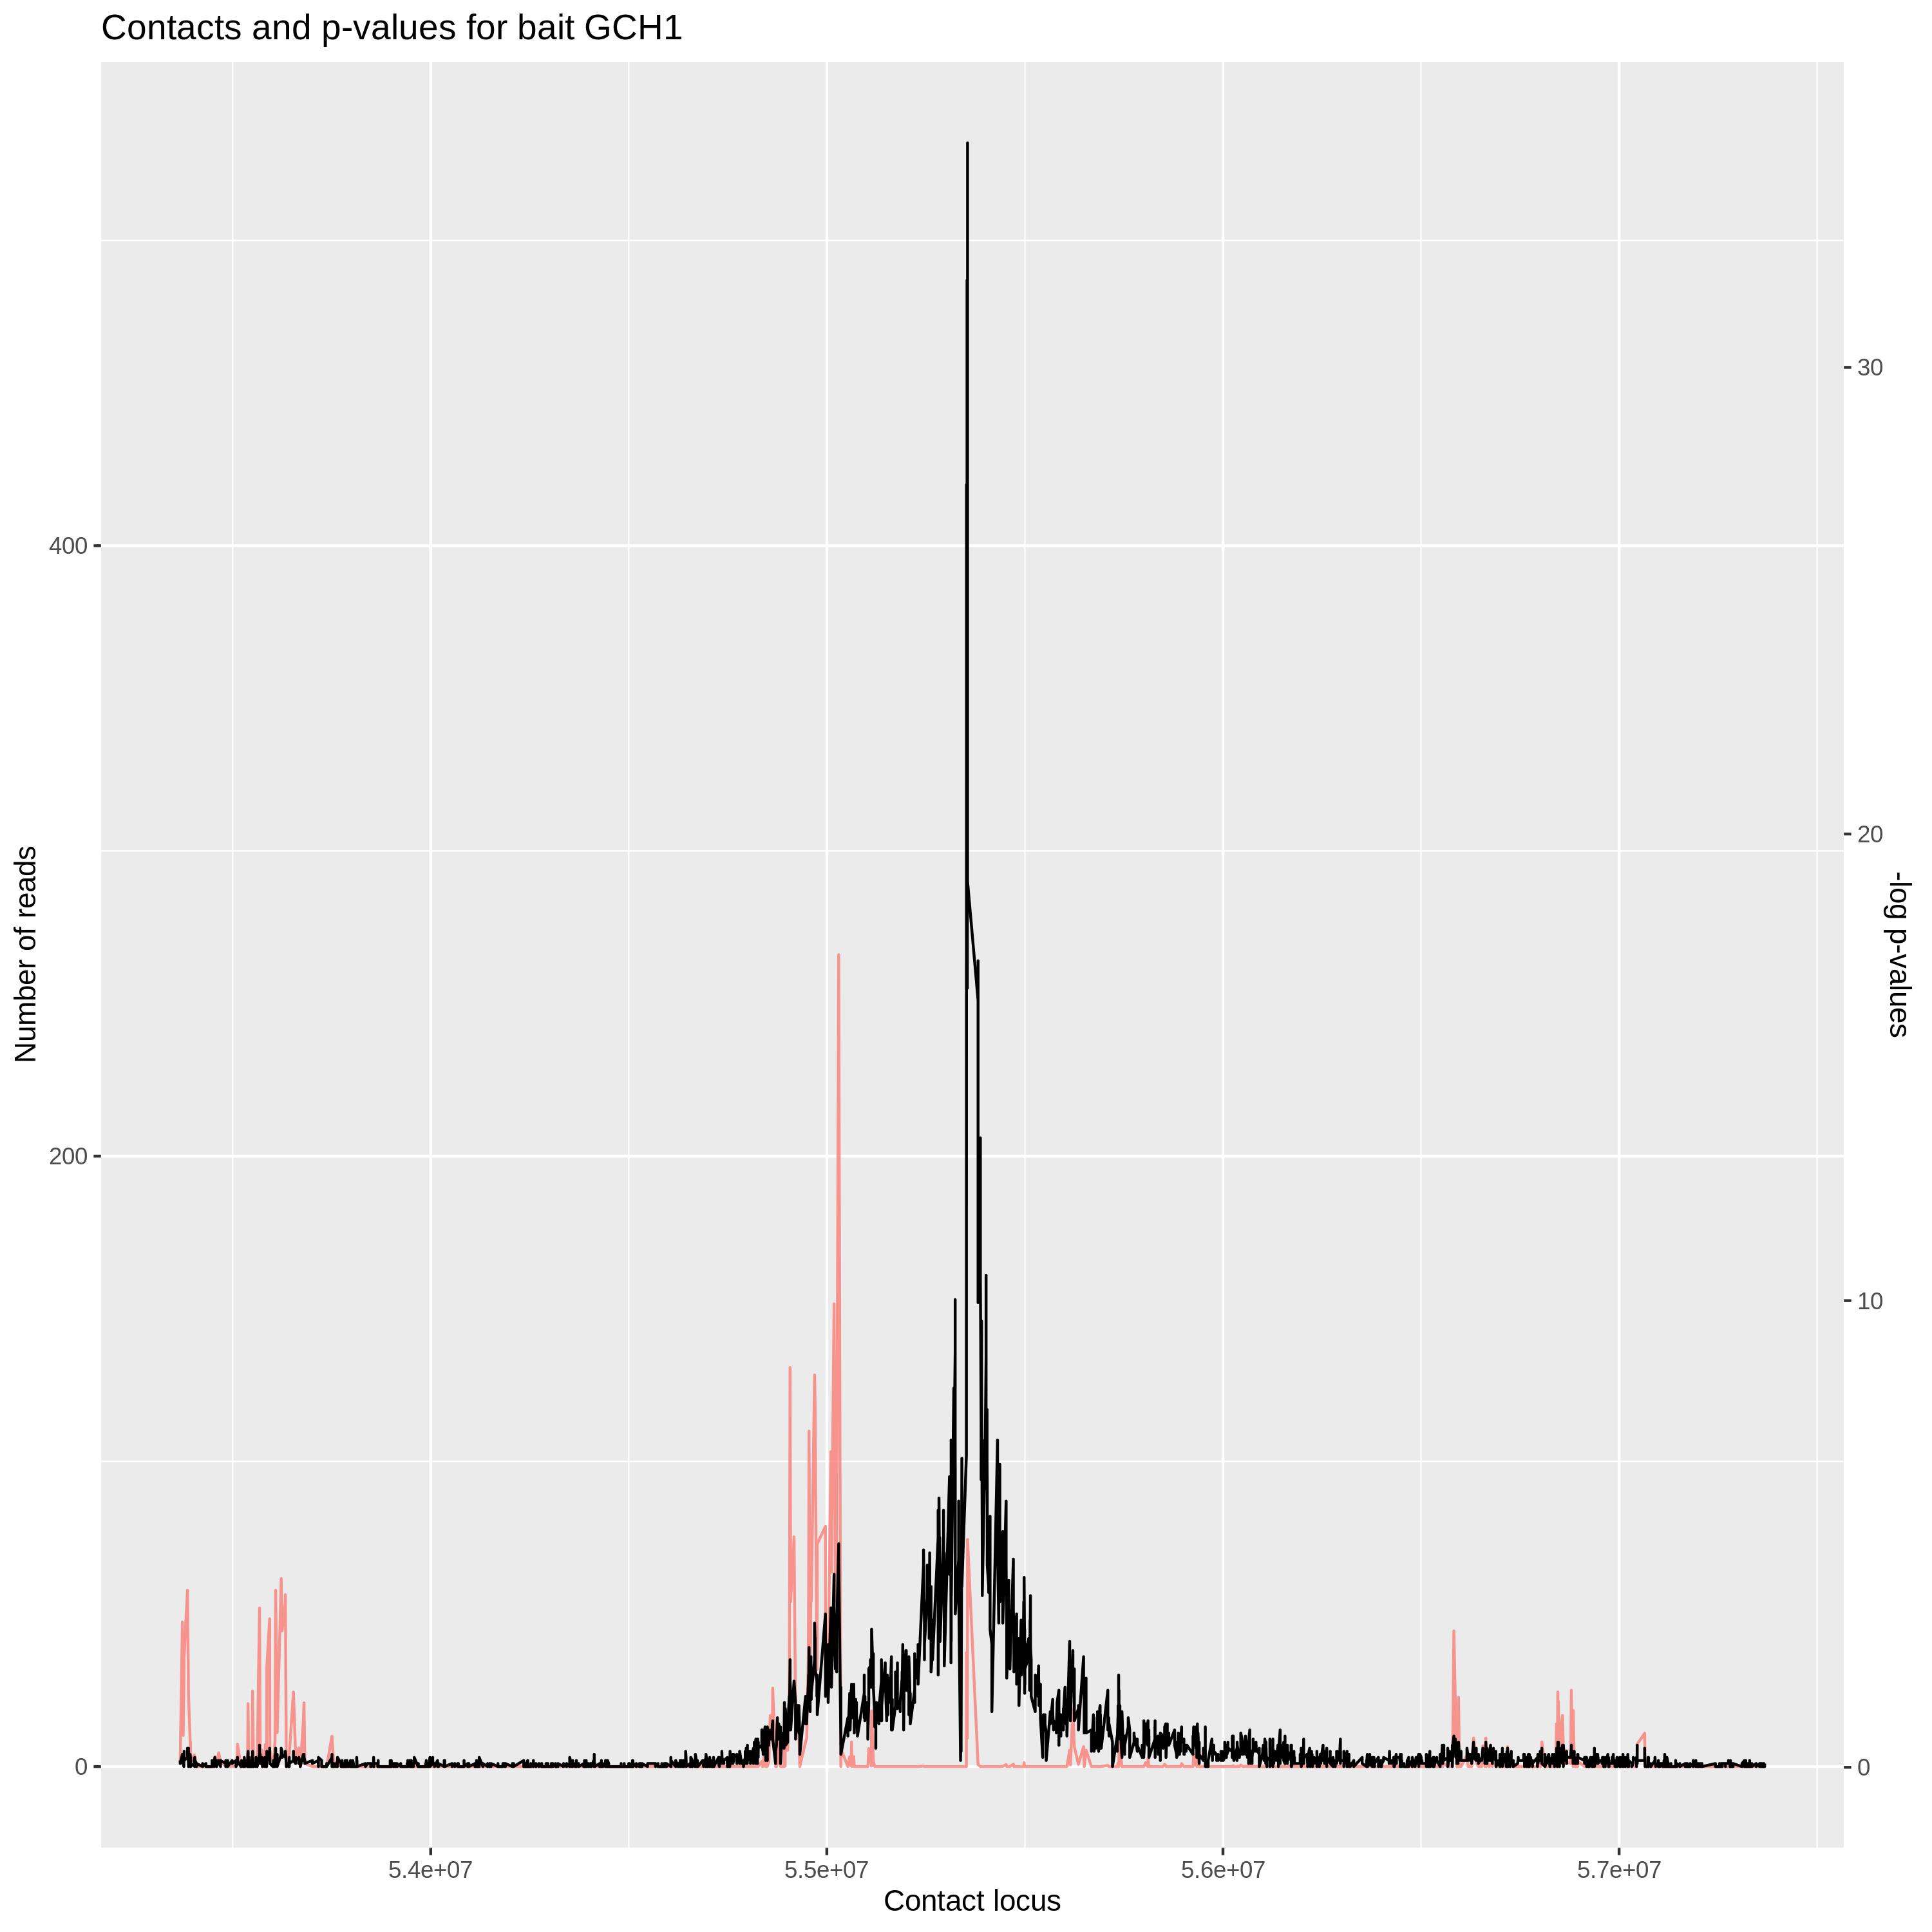 Contacts and p-values for bait GCH1
Number of reads
400
200
0
30
20
10
0
-log p-values
5.4e+07
5.5e+07
5.6e+07
5.7e+07
Contact locus